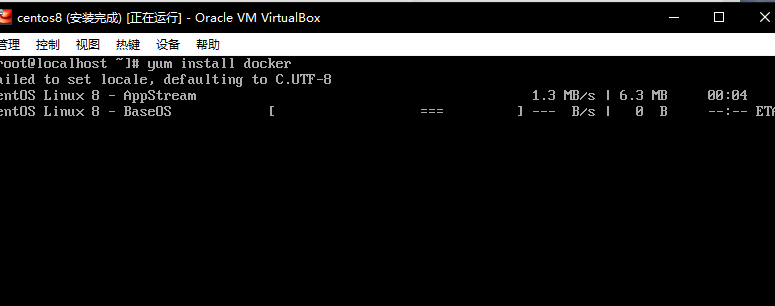 centos8 (安装完成) [正在运行] - Oracle VM VirtualBox
管理 控制 视图 热键 设备 帮助
root@localhost ~]# yum install docker
ailed to set locale, defaulting to C.UTF-8
entOS Linux 8 - AppStream 1.3 MB/s | 6.3 MB 00:04
entOS Linux 8 - BaseOS [ === ] --- B/s | 0 B --:-- ETA